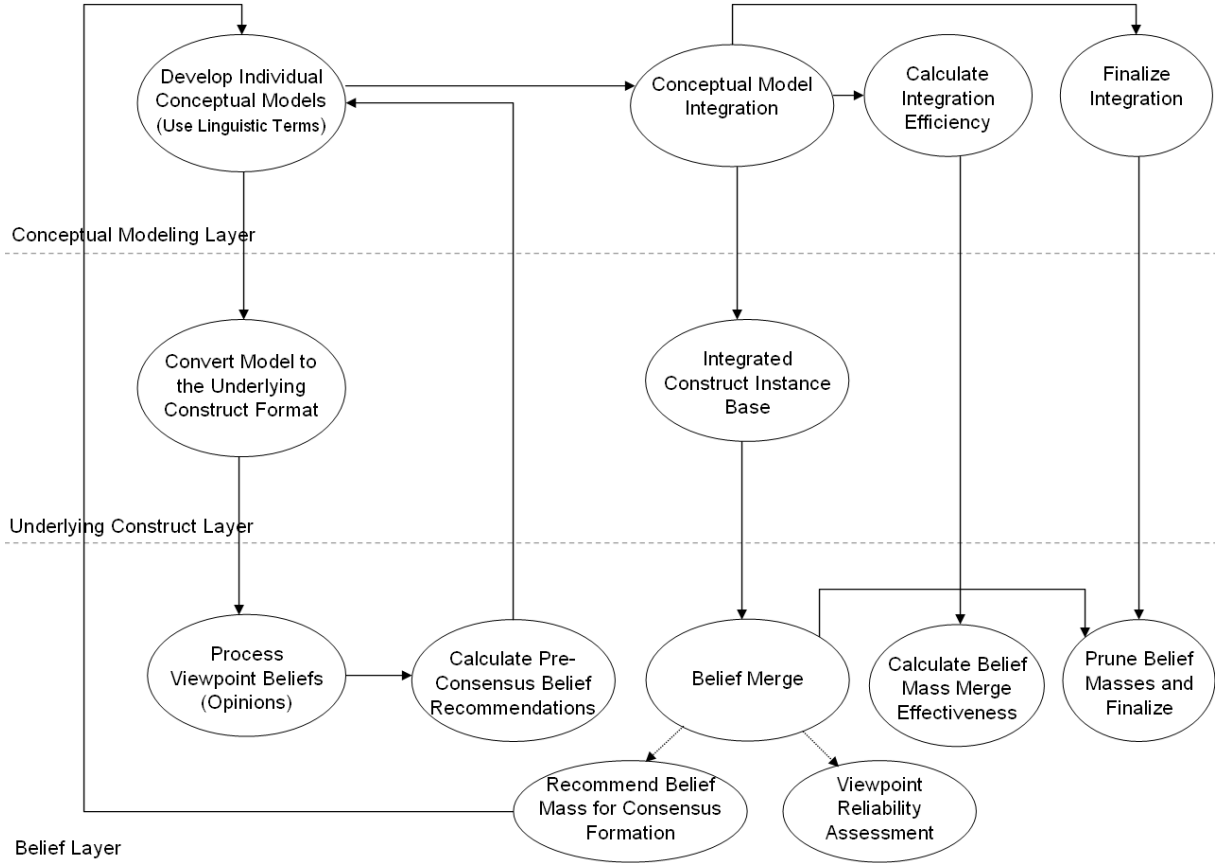 Develop Individual
Conceptual Models
(Use Linguistic Terms)
Conceptual Model
Integration
Calculate
Integration
Efficiency
Finalize
Integration
Conceptual Modeling Layer
Convert Model to
the Underlying
Construct Format
Integrated
Construct Instance
Base
Underlying Construct Layer
Process
Viewpoint Beliefs
(Opinions)
Calculate Pre-
Consensus Belief
Recommendations
Belief Merge
Calculate Belief
Mass Merge
Effectiveness
Prune Belief
Masses and
Finalize
Recommend Belief
Mass for Consensus
Formation
Viewpoint
Reliability
Assessment
Belief Layer